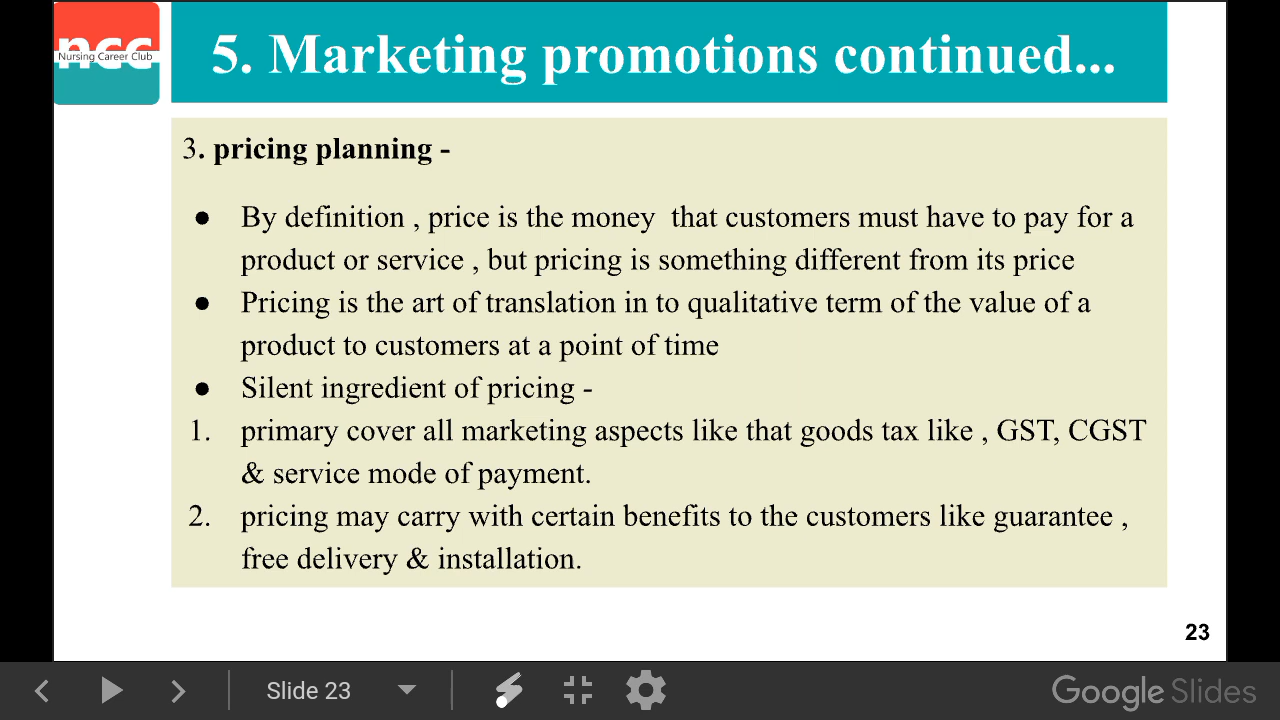 ncc
Nursing Career Club
5. Marketing promotions continued...
3. pricing planning -
● By definition , price is the money  that customers must have to pay for a
product or service , but pricing is something different from its price
● Pricing is the art of translation in to qualitative term of the value of a
product to customers at a point of time
● Silent ingredient of pricing -
1. primary cover all marketing aspects like that goods tax like , GST, CGST
& service mode of payment.
2. pricing may carry with certain benefits to the customers like guarantee ,
free delivery & installation.
23
Slide 23
Google Slides